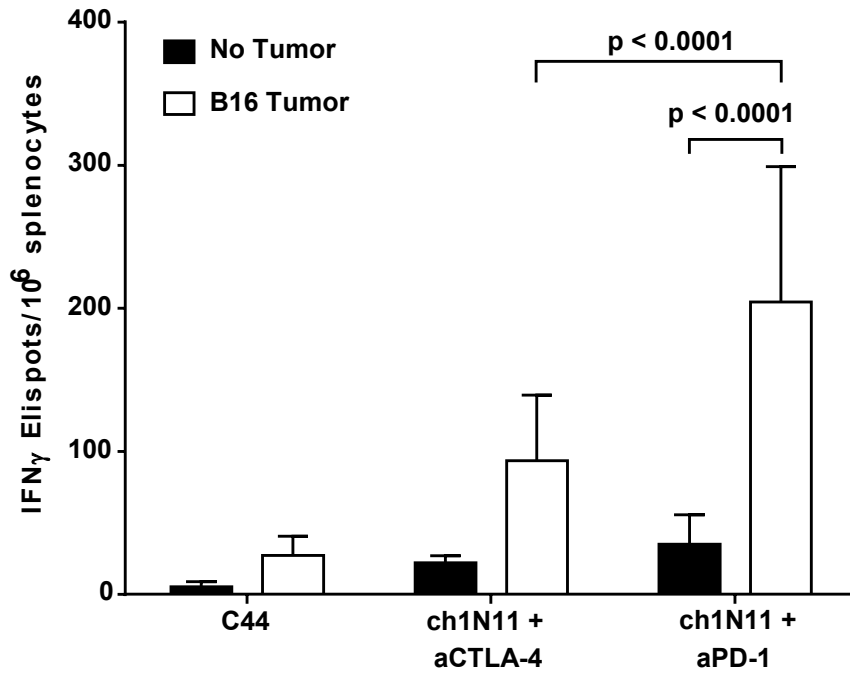 400
300
200
100
0
IFNγ Elispots/10⁶ splenocytes
No Tumor
B16 Tumor
p < 0.0001
p < 0.0001
C44
ch1N11 +
aCTLA-4
ch1N11 +
aPD-1